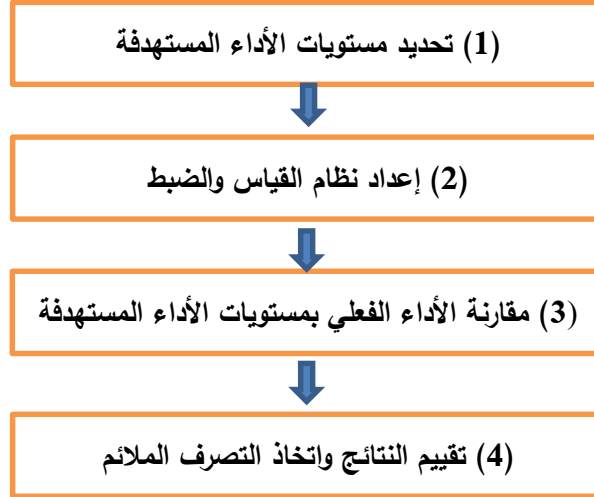 (1) تحديد مستويات الأداء المستهدفة
(2) إعداد نظام القياس والضبط
(3) مقارنة الأداء الفعلي بمستويات الأداء المستهدفة
(4) تقييم النتائج واتخاذ التصرف الملائم